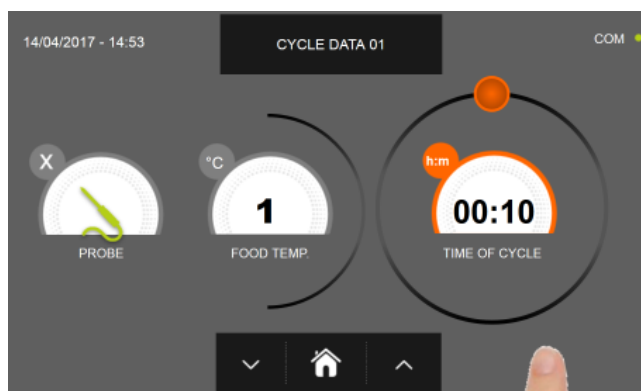 14/04/2017 - 14:53
CYCLE DATA 01
COM
X
°C
h:m
1
00:10
PROBE
FOOD TEMP.
TIME OF CYCLE